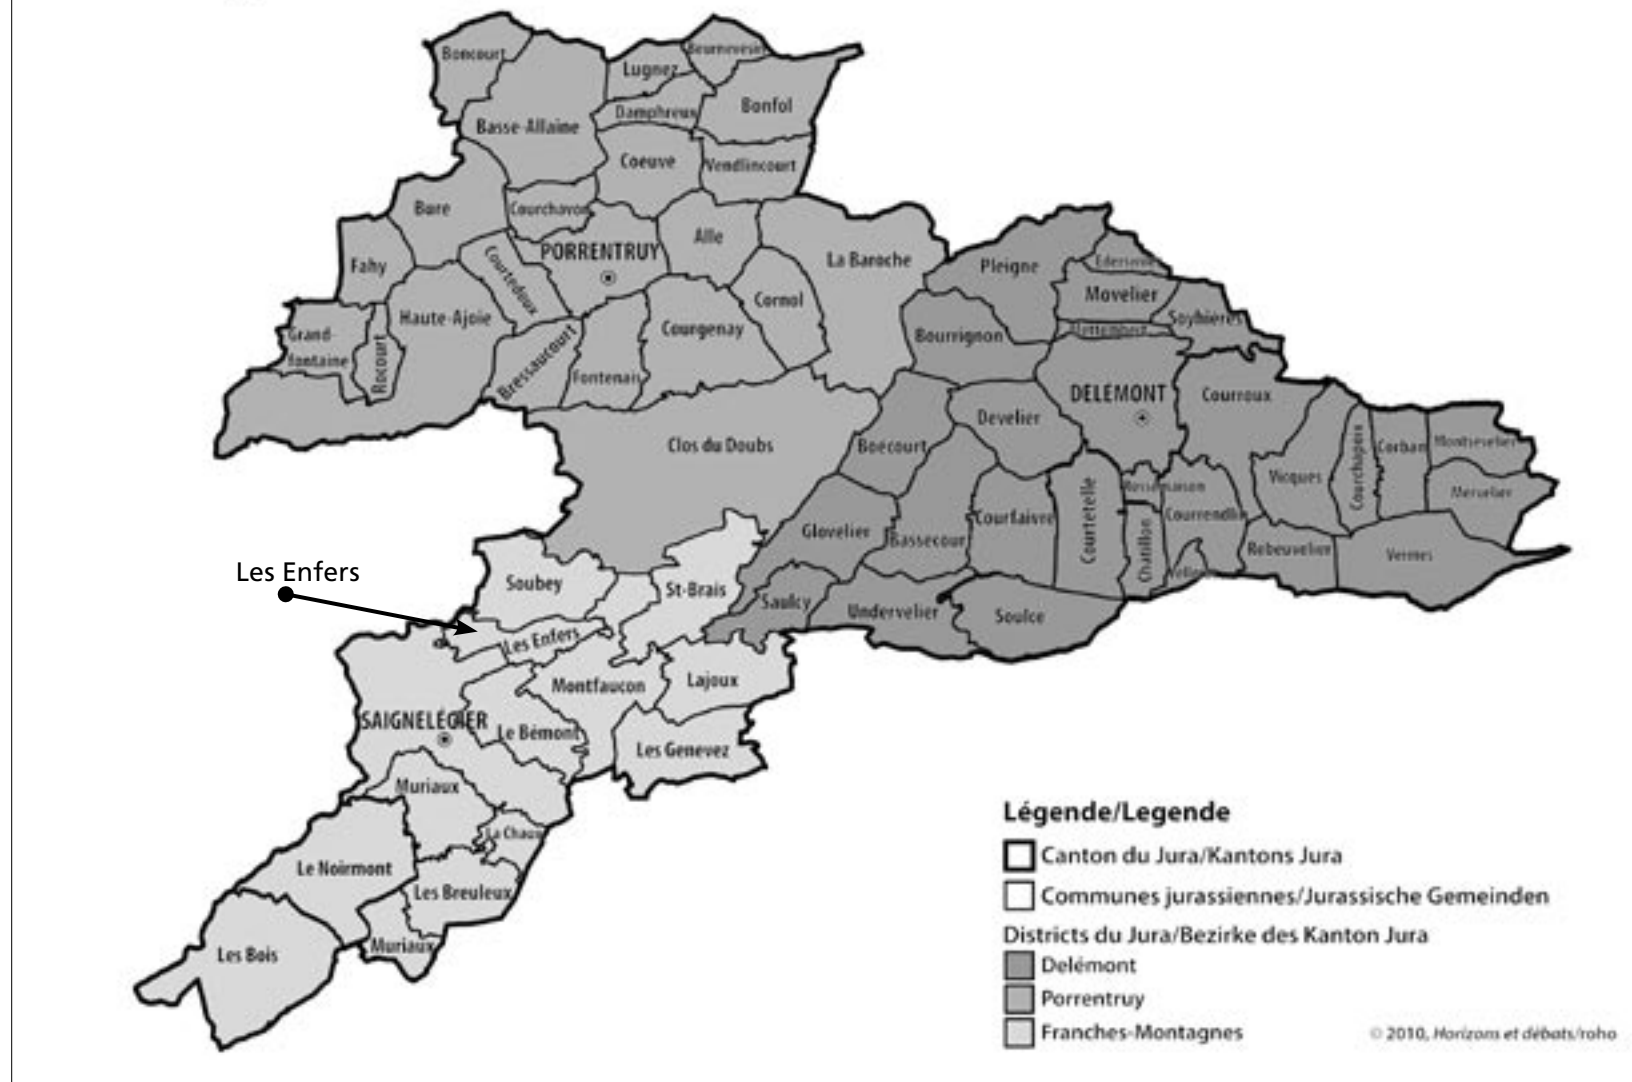 Boncourt
Beurnevésin
Lugnez
Bonfol
Damphreux
Basse-Allaine
Coeuve
Vendlincourt
Bure
Courchavon
Alle
PORRENTRUY
La Baroche
Fahy
Courtedoux
Pleigne
Ederswiler
Movelier
Cornol
Haute-Ajoie
Soyhières
Courgenay
Bourrignon
Grand-
fontaine
Rocourt
Bressaucourt
Fontenais
DELÉMONT
Courroux
Develier
Clos du Doubs
Boécourt
Corban
Montsevelier
Courchapoix
Vicques
Mervelier
Courtételle
Courrendlin
Courfaivre
Glovelier
Bassecourt
Châtillon
Rebeuvelier
Vermes
Les Enfers
Soubey
St-Brais
Saulcy
Undervelier
Soulce
Les Enfers
Montfaucon
Lajoux
SAIGNELÉGIER
Le Bémont
Les Genevez
Muriaux
La Chaux
Le Noirmont
Les Breuleux
Muriaux
Les Bois
Légende/Legende
Canton du Jura/Kantons Jura
Communes jurassiennes/Jurassische Gemeinden
Districts du Jura/Bezirke des Kanton Jura
Delémont
Porrentruy
Franches-Montagnes
© 2010, Horizons et débats/roho